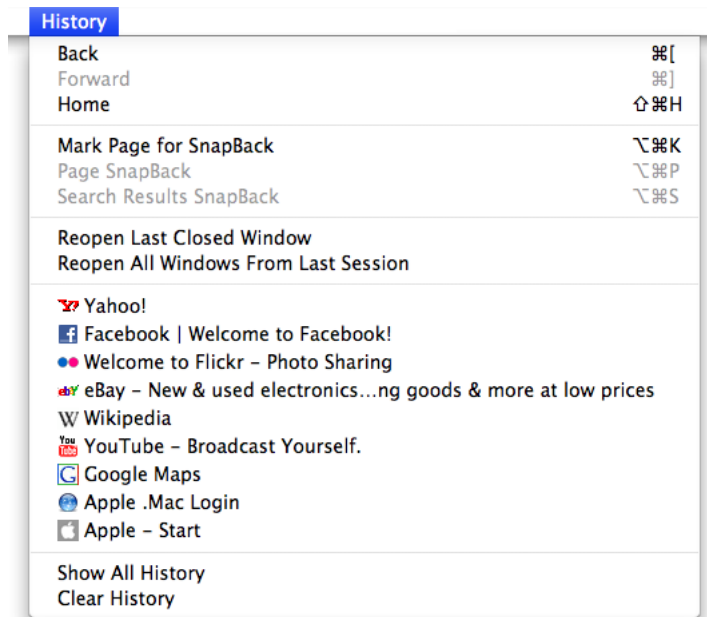 History
Back ⌘[
Forward ⌘]
Home ⇧⌘H
Mark Page for SnapBack ⌥⌘K
Page SnapBack ⌥⌘P
Search Results SnapBack ⌥⌘S
Reopen Last Closed Window
Reopen All Windows From Last Session
Y! Yahoo!
f Facebook | Welcome to Facebook!
Welcome to Flickr – Photo Sharing
ebY eBay – New & used electronics…ng goods & more at low prices
W Wikipedia
You Tube YouTube – Broadcast Yourself.
G Google Maps
Apple .Mac Login
Apple – Start
Show All History
Clear History